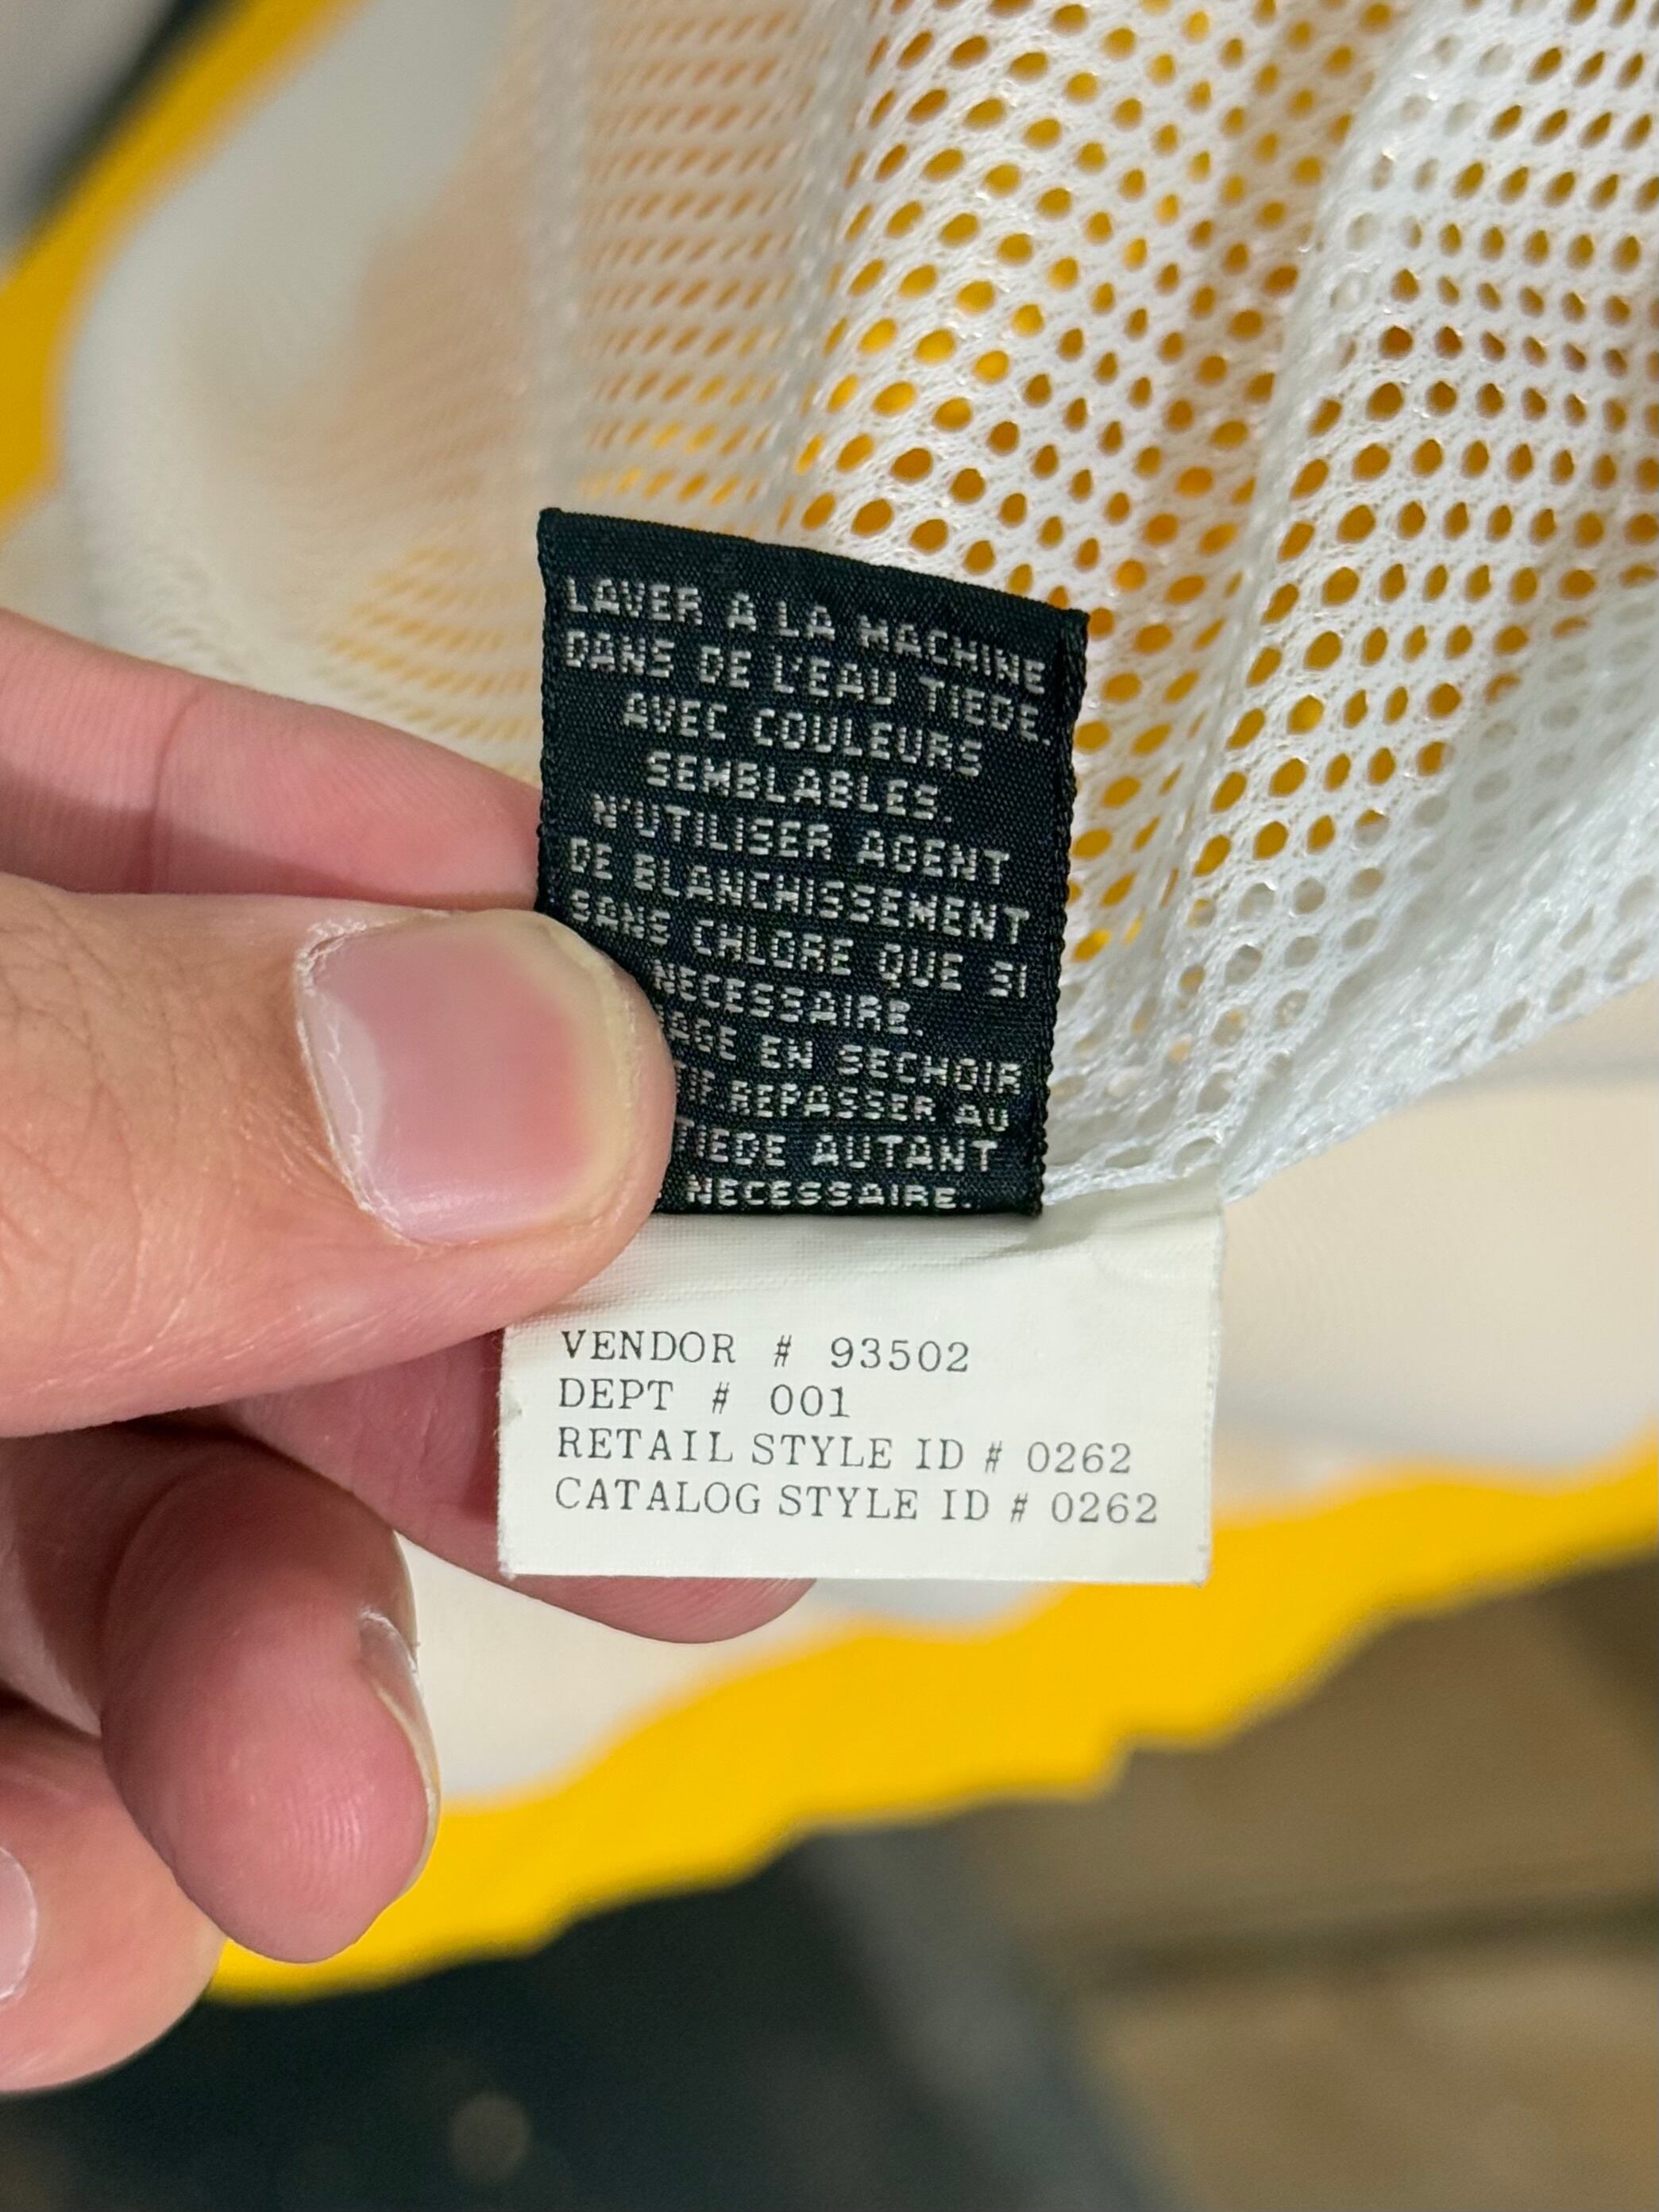 LAVER A LA MACHINE
DANS DE L'EAU TIEDE.
AVEC COULEURS
SEMBLABLES.
N'UTILISER AGENT
DE BLANCHISSEMENT
SANS CHLORE QUE SI
NECESSAIRE.
EN SECHOIR
REPASSER AU
AUTANT
NECESSAIRE.
VENDOR # 93502
DEPT # 001
RETAIL STYLE ID # 0262
CATALOG STYLE ID # 0262